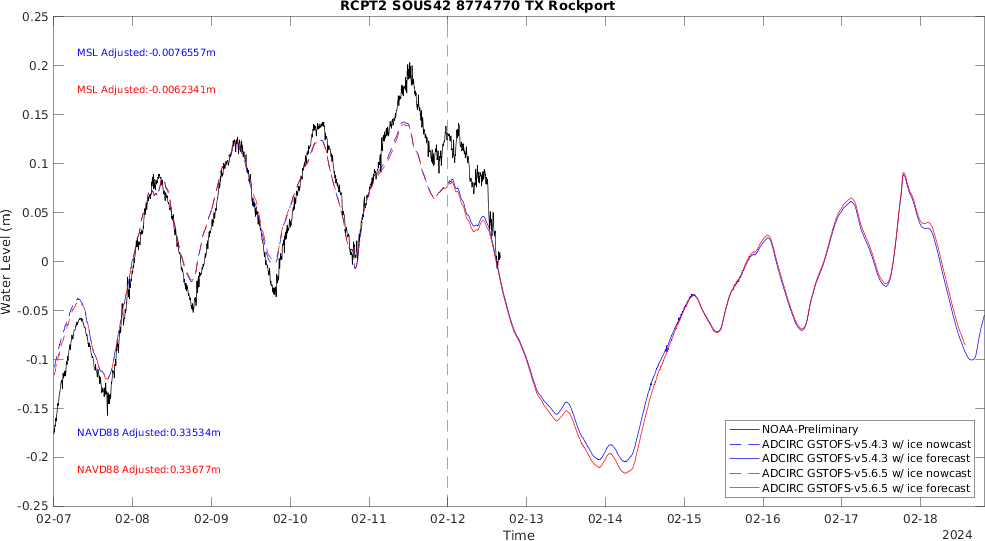 RCPT2 SOUS42 8774770 TX Rockport
0.25
0.2
0.15
0.1
0.05
0
-0.05
-0.1
-0.15
-0.2
-0.25
Water Level (m)
MSL Adjusted:-0.0076557m
MSL Adjusted:-0.0062341m
NAVD88 Adjusted:0.33534m
NAVD88 Adjusted:0.33677m
NOAA-Preliminary
ADCIRC GSTOFS-v5.4.3 w/ ice nowcast
ADCIRC GSTOFS-v5.4.3 w/ ice forecast
ADCIRC GSTOFS-v5.6.5 w/ ice nowcast
ADCIRC GSTOFS-v5.6.5 w/ ice forecast
02-07 02-08 02-09 02-10 02-11 02-12 02-13 02-14 02-15 02-16 02-17 02-18
Time
2024